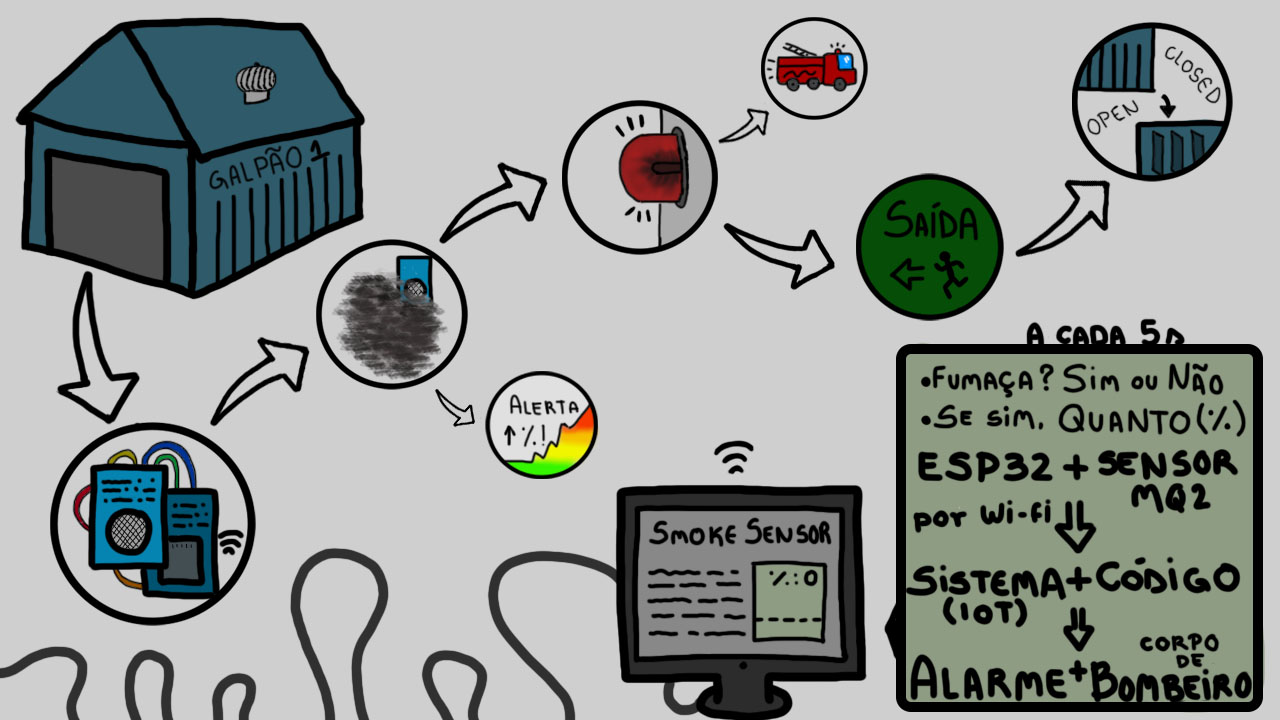 GALPÃO 1
ALERTA
↑%!
SAÍDA
OPEN
CLOSED
SMOKE SENSOR
%: 0
A CADA 5
•FUMAÇA? SIM OU NÃO
•SE SIM, QUANTO (%)
ESP32 + SENSOR
MQ2
POR Wi-Fi
SISTEMA + CÓDIGO
(IOT)
ALARME + CORPO
DE
BOMBEIRO